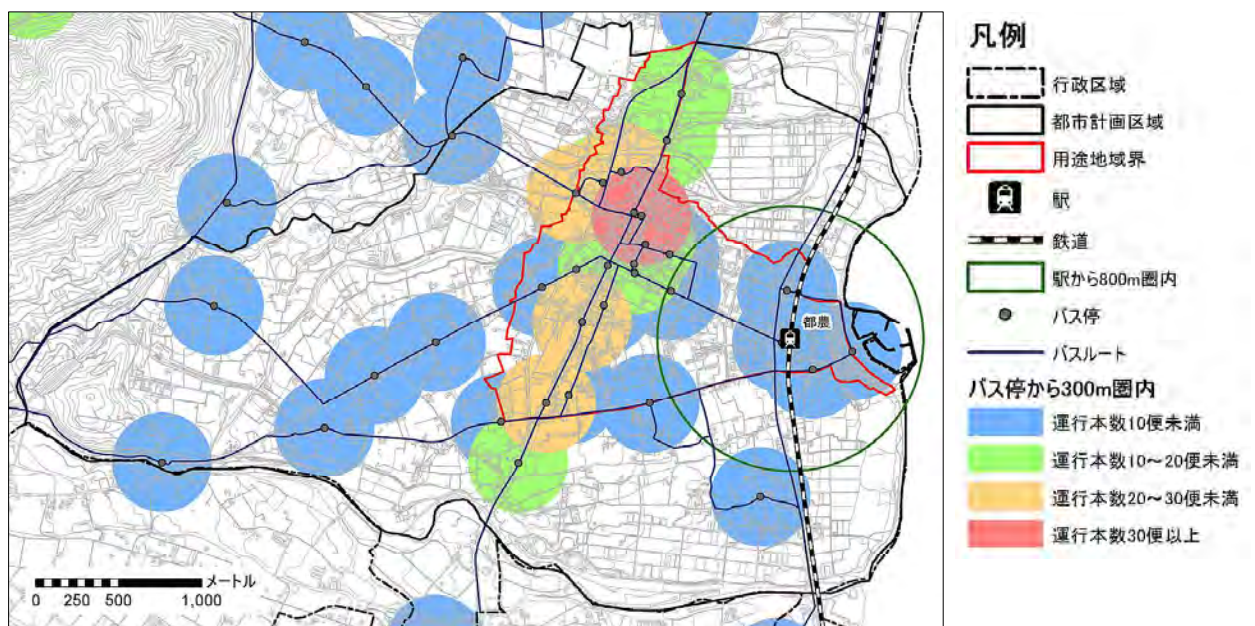 都農
メートル
0 250 500 1,000
凡例
行政区域
都市計画区域
用途地域界
駅
鉄道
駅から800m圏内
バス停
バスルート
バス停から300m圏内
運行本数10便未満
運行本数10～20便未満
運行本数20～30便未満
運行本数30便以上